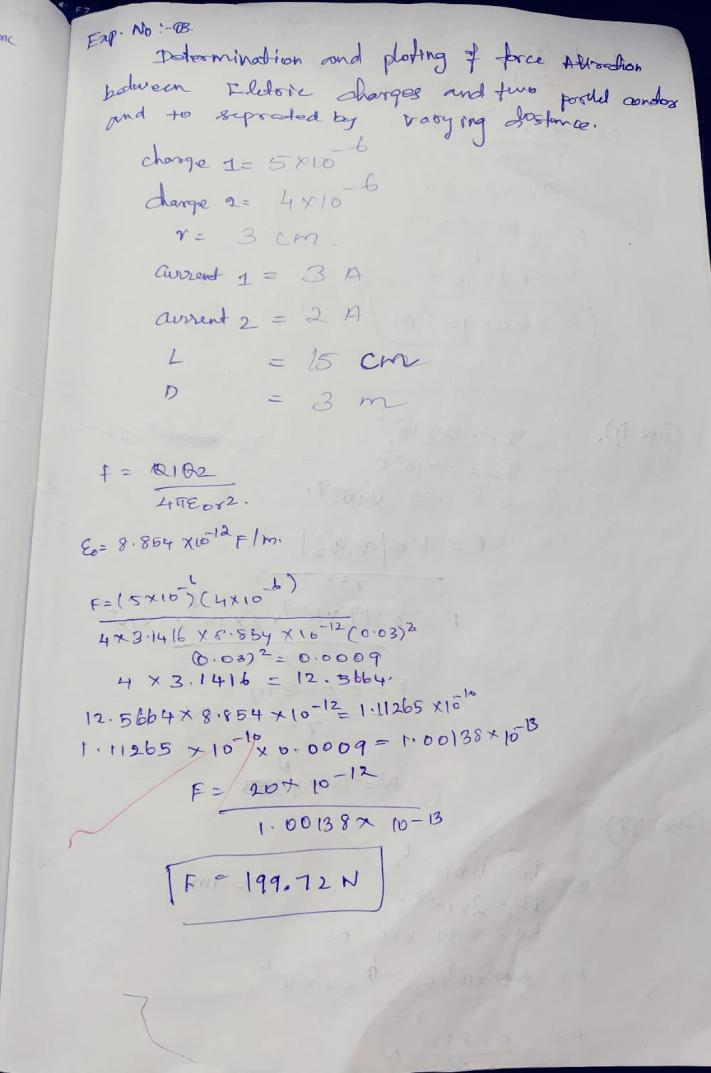 Exp. No :- 03.
Determination and ploting of force Attraction
between Eletric charges and two parllel condor
and to seprated by varying distance.
charge 1 = 5×10⁻⁶
charge 2 = 4×10⁻⁶
r = 3 cm
Current 1 = 3 A
current 2 = 2 A
L = 15 cm
D = 3 m
f = Q1Q2
4πε0r2.
ε0 = 8.854 ×10⁻¹² F/m.
F = (5×10⁻⁶)(4×10⁻⁶)
4×3.1416 × 8.854 × 10⁻¹² (0.03)²
(0.03)² = 0.0009
4 × 3.1416 = 12.5664.
12.5664 × 8.854 × 10⁻¹² = 1.11265 ×10⁻¹⁰
1.11265 × 10⁻¹⁰ × 0.0009 = 1.00138×10⁻¹³
F = 20× 10⁻¹²
1.00138× 10⁻¹³
F = 199.72 N